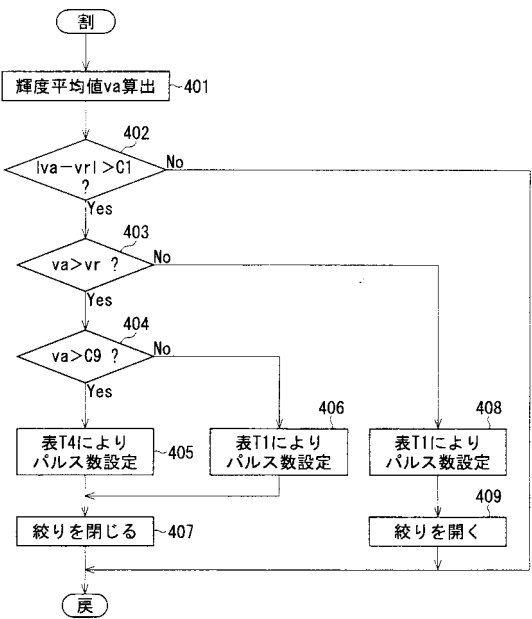 割
輝度平均値va算出
401
402
|va－vr|＞C1
?
No
Yes
403
va＞vr ?
No
Yes
404
va＞C9 ?
No
Yes
表T4により
パルス数設定
405
406
表T1により
パルス数設定
408
表T1により
パルス数設定
絞りを閉じる
407
409
絞りを開く
戻